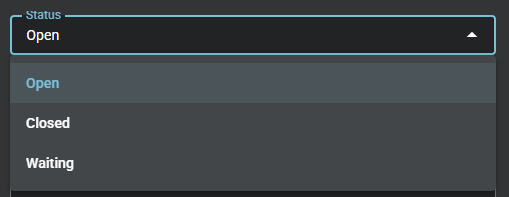 Status
Open
Open
Closed
Waiting